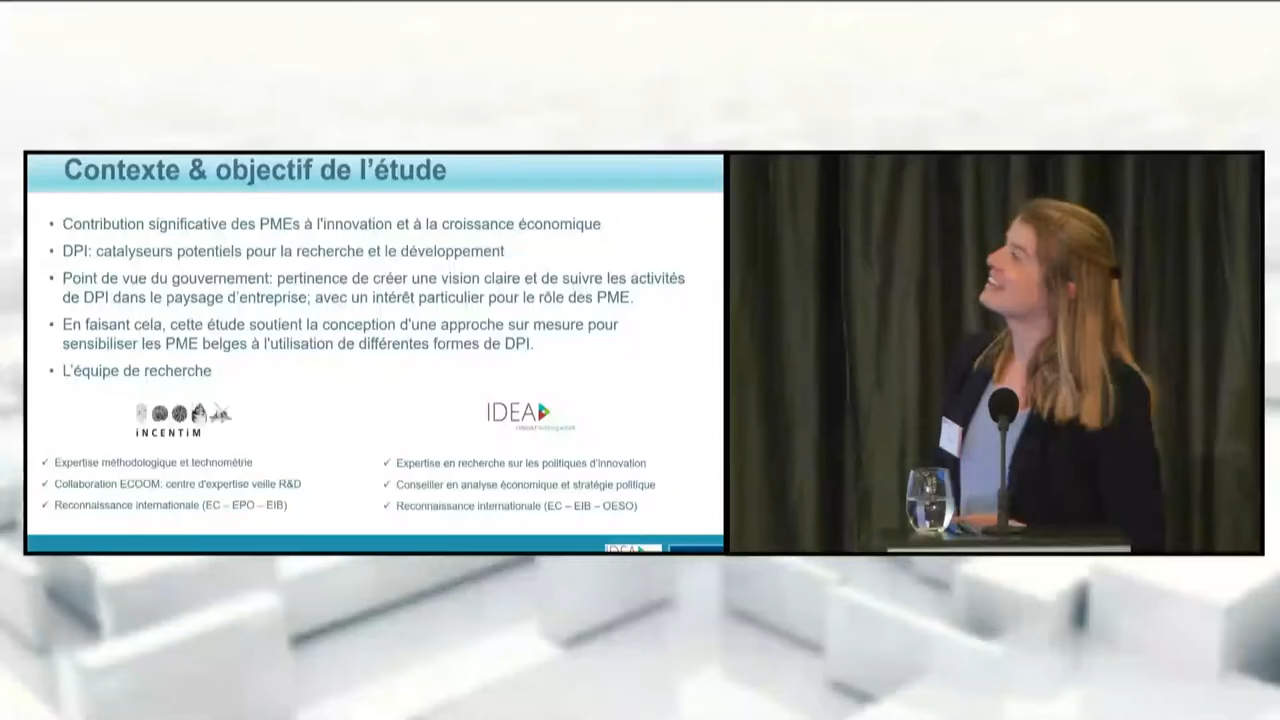 Contexte & objectif de l'étude
• Contribution significative des PMEs à l'innovation et à la croissance économique
• DPI: catalyseurs potentiels pour la recherche et le développement
• Point de vue du gouvernement: pertinence de créer une vision claire et de suivre les activités
de DPI dans le paysage d'entreprise; avec un intérêt particulier pour le rôle des PME.
• En faisant cela, cette étude soutient la conception d'une approche sur mesure pour
sensibiliser les PME belges à l'utilisation de différentes formes de DPI.
• L'équipe de recherche
iNCENTiM
IDEA
✓ Expertise méthodologique et technométrie
✓ Collaboration ECOOM: centre d'expertise veille R&D
✓ Reconnaissance internationale (EC – EPO – EIB)
✓ Expertise en recherche sur les politiques d'innovation
✓ Conseiller en analyse économique et stratégie politique
✓ Reconnaissance internationale (EC – EIB – OESO)
IDEA